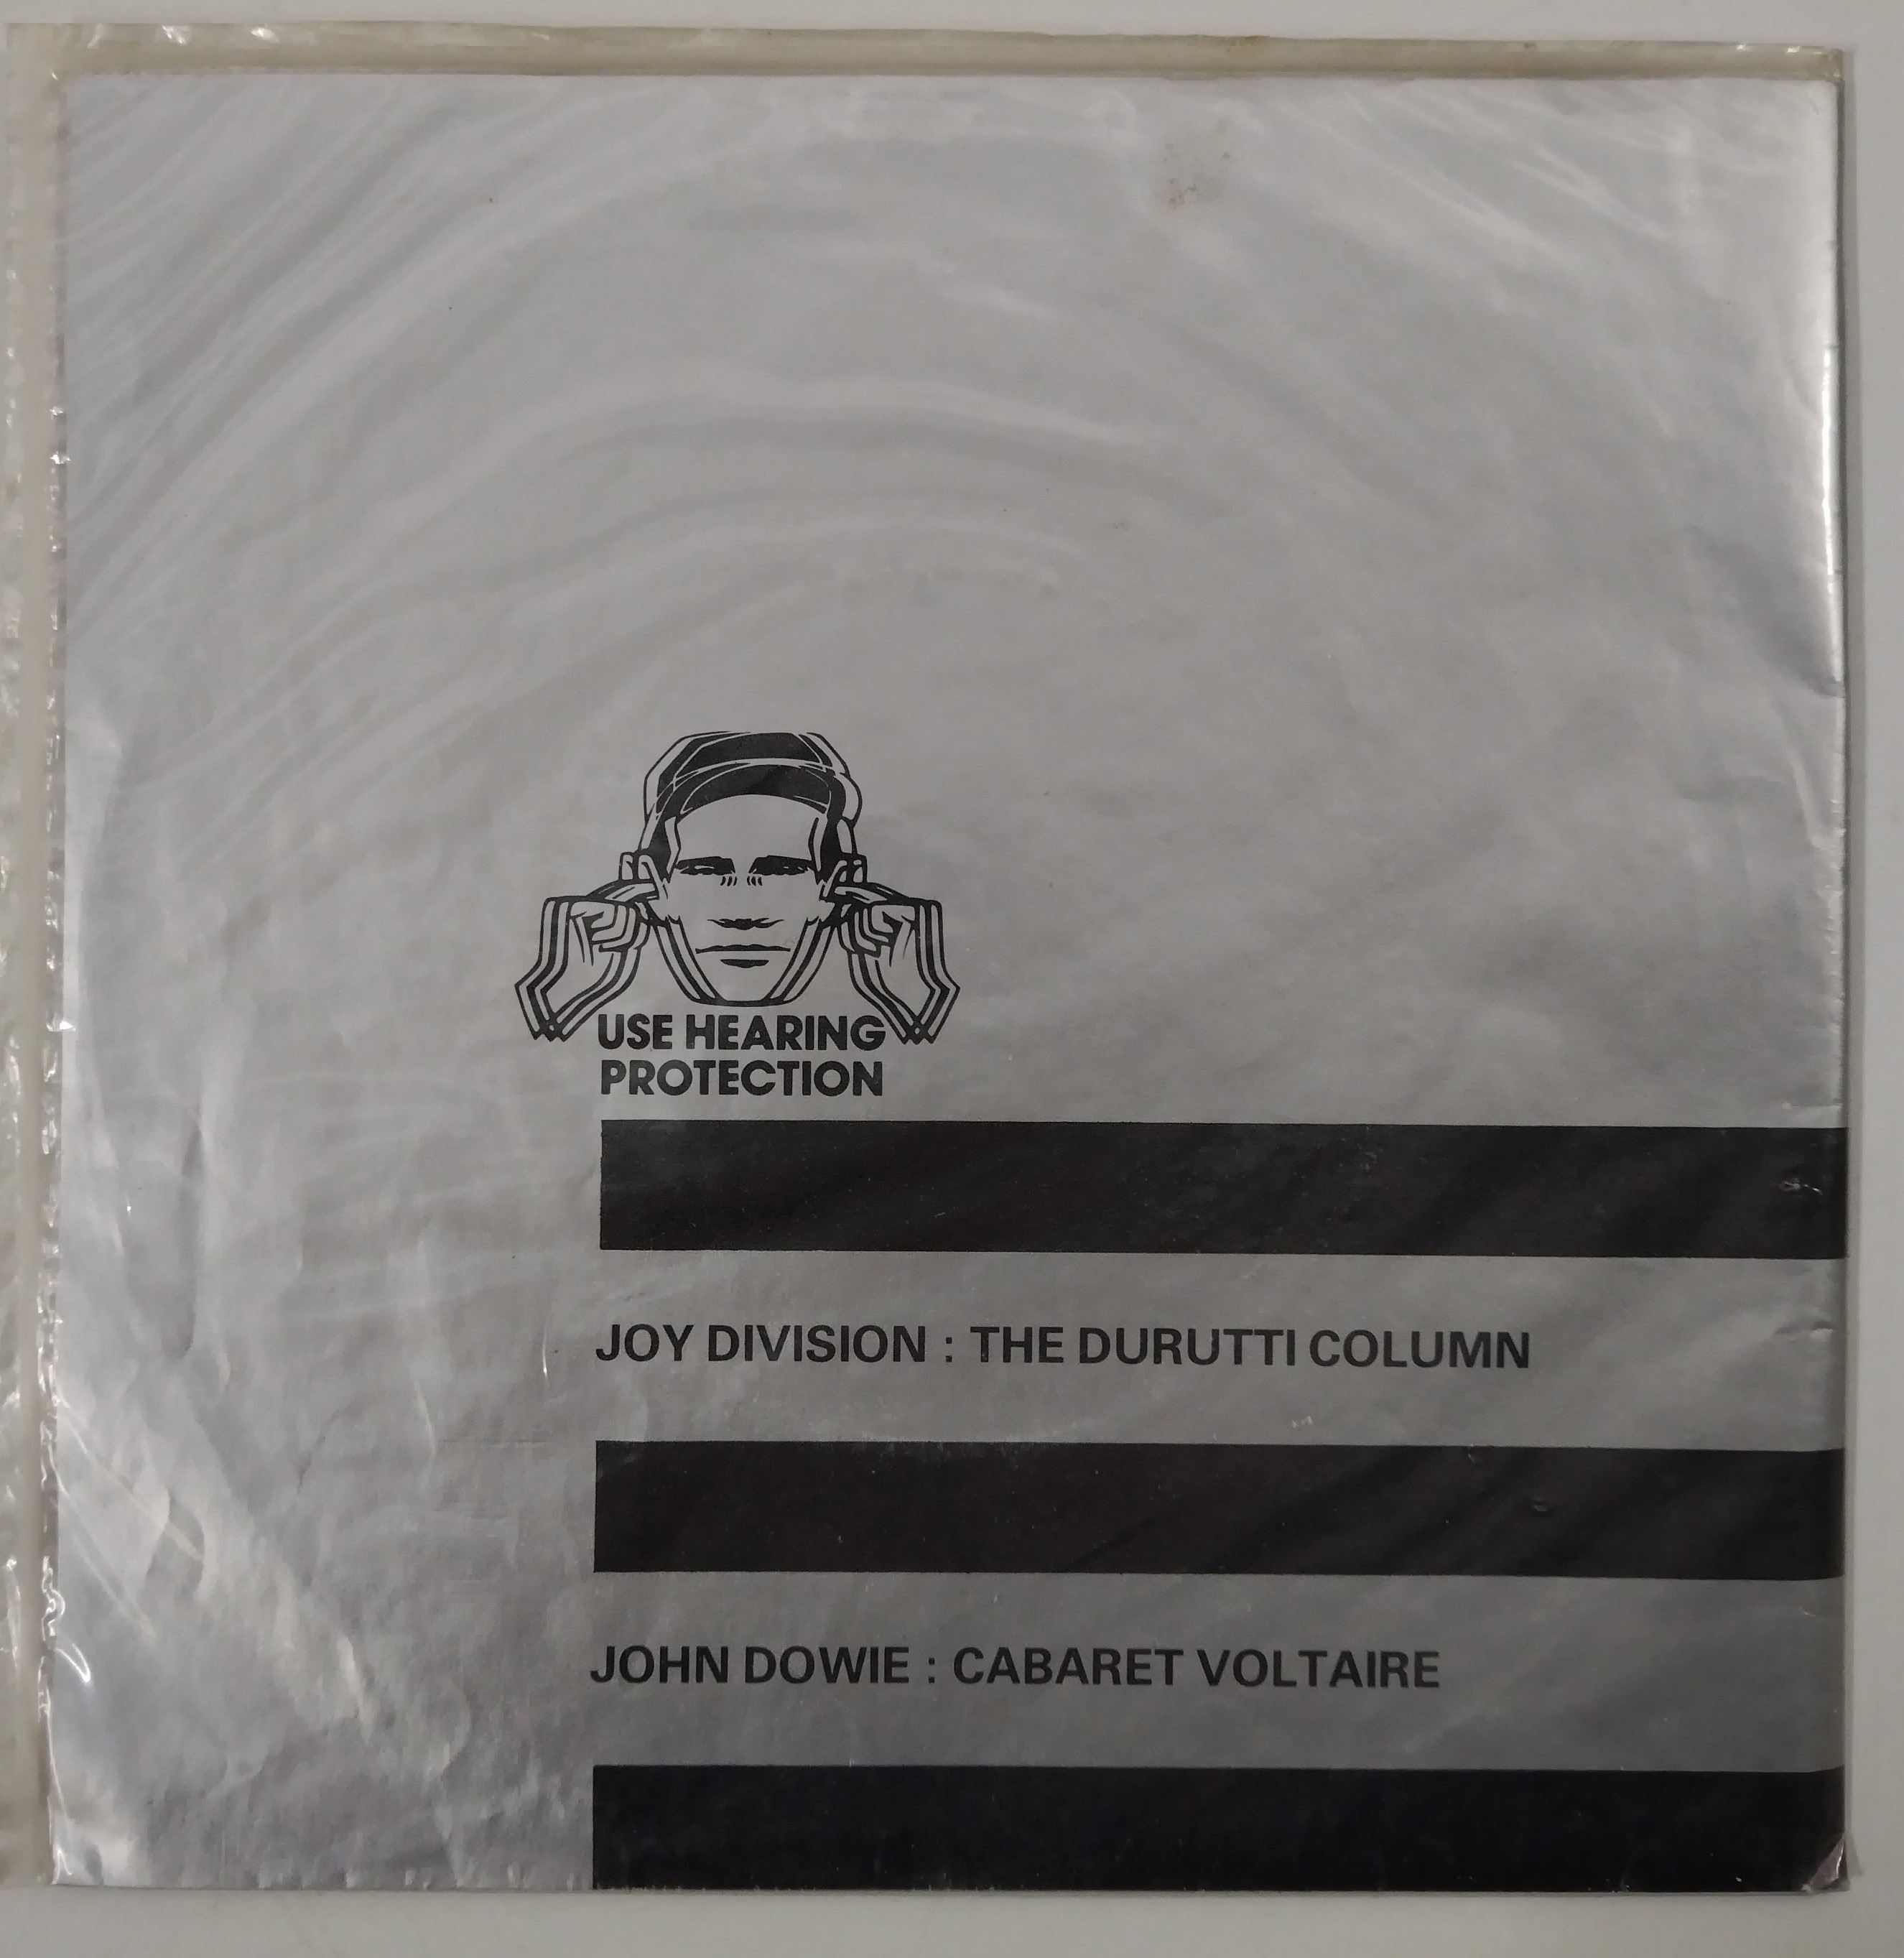 USE HEARING
PROTECTION
JOY DIVISION : THE DURUTTI COLUMN
JOHN DOWIE : CABARET VOLTAIRE